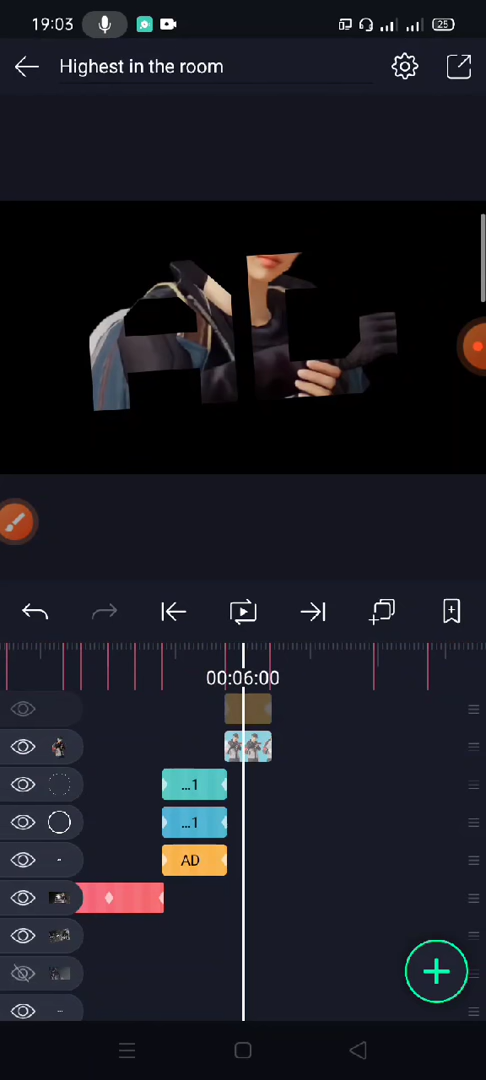 19:03
25
Highest in the room
00:06:00
...1
...1
AD